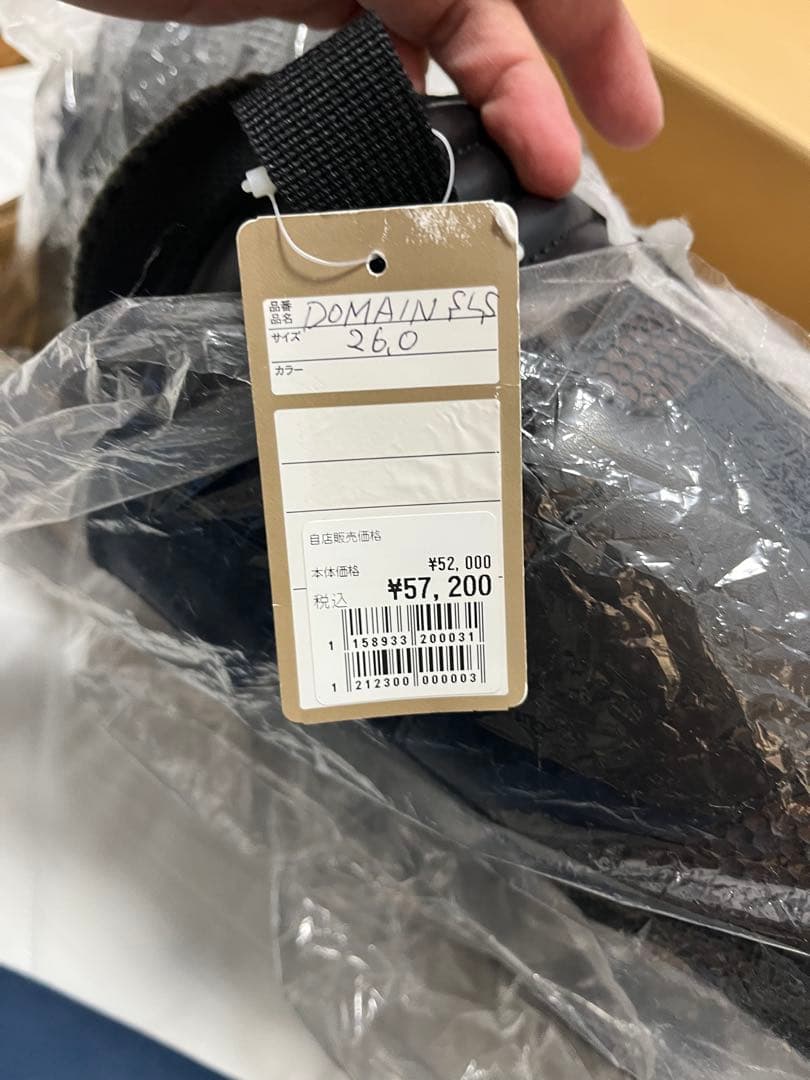 品番
品名 DOMAIN SLS
サイズ 26,0
カラー
自店販売価格
本体価格 ¥52,000
税込 ¥57,200
1 158933 200031
1 212300 000003